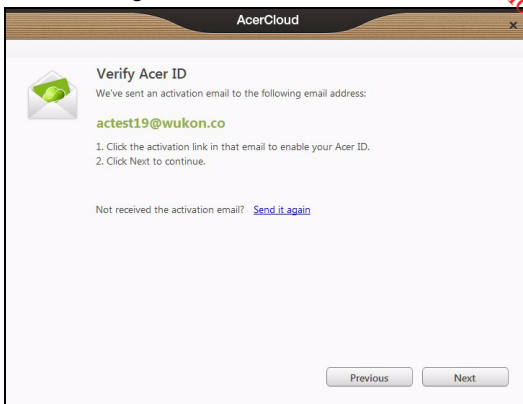 AcerCloud
x
Verify Acer ID
We've sent an activation email to the following email address:
actest19@wukon.co
1. Click the activation link in that email to enable your Acer ID.
2. Click Next to continue.
Not received the activation email? Send it again
Previous Next